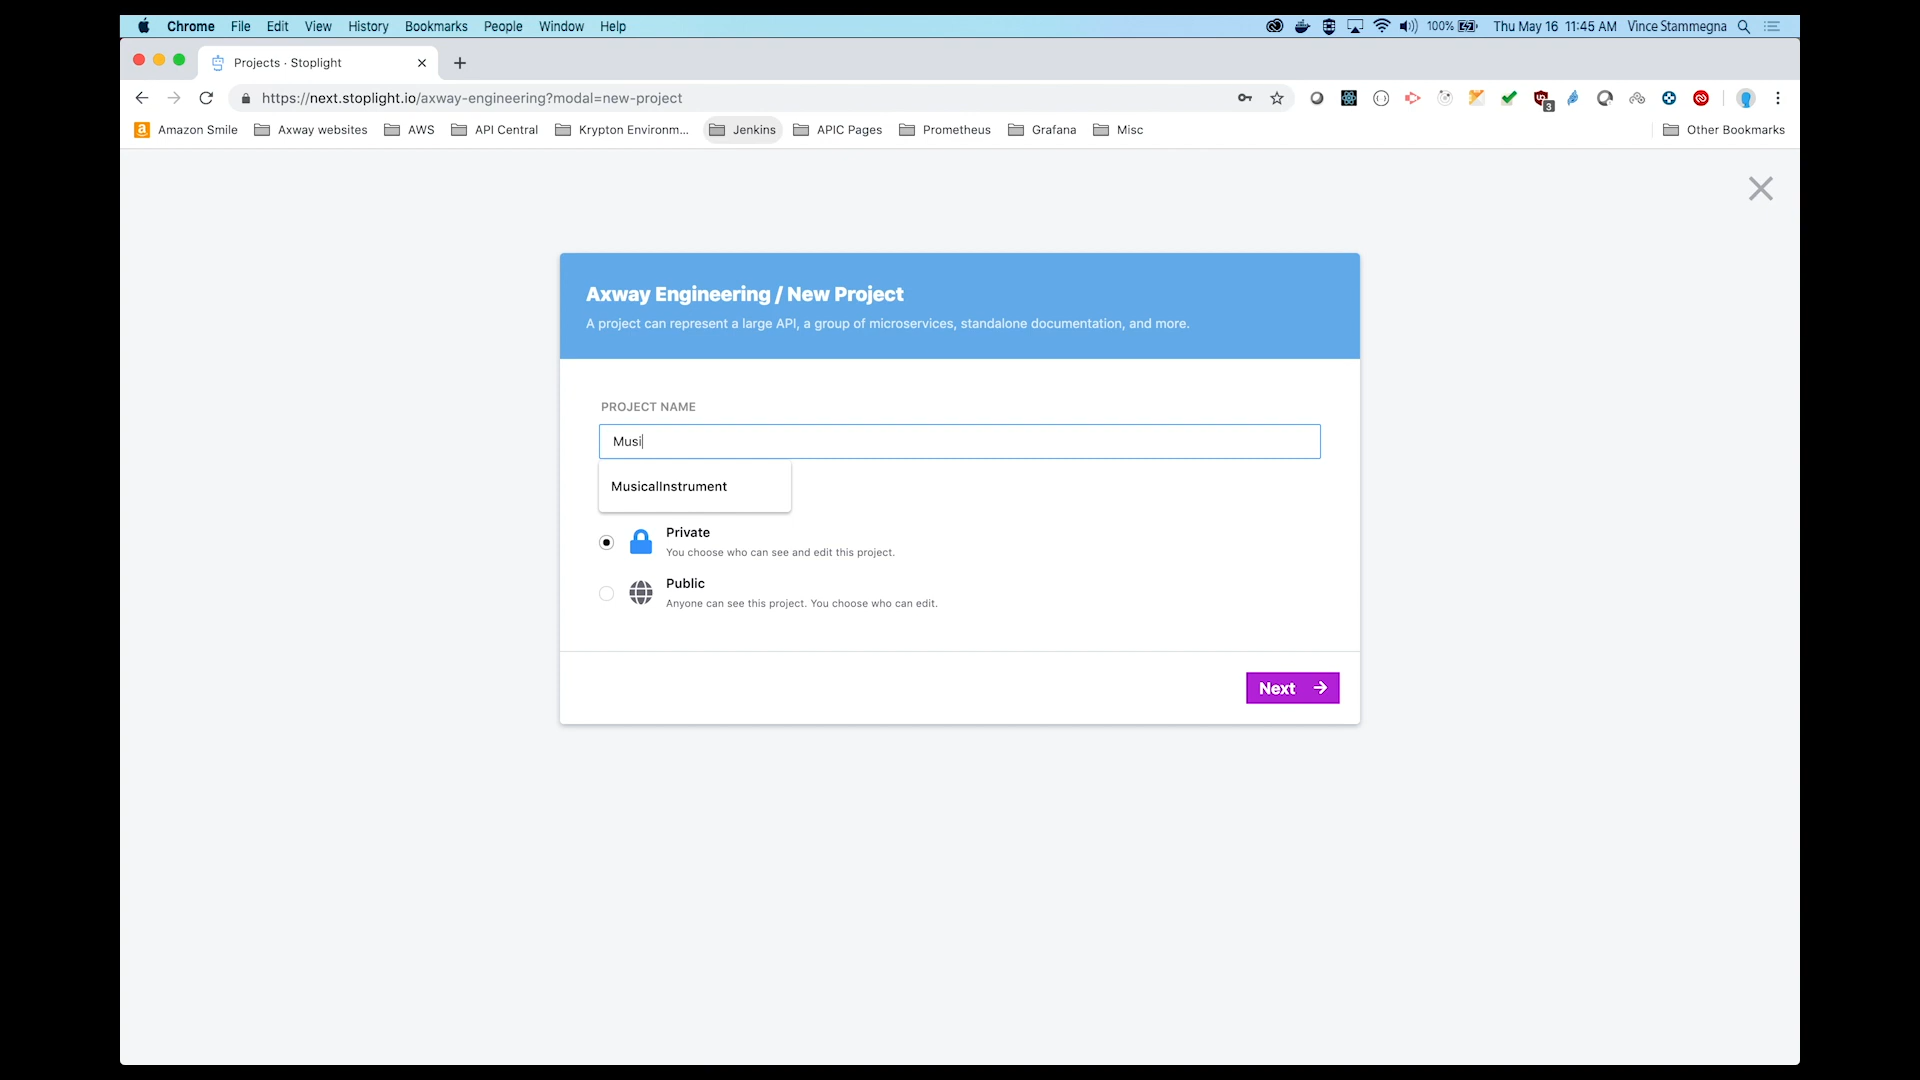 Chrome File Edit View History Bookmarks People Window Help 100% Thu May 16 11:45 AM Vince Stammegna
Projects · Stoplight
https://next.stoplight.io/axway-engineering?modal=new-project 3
Amazon Smile Axway websites AWS API Central Krypton Environm... Jenkins APIC Pages Prometheus Grafana Misc Other Bookmarks
Axway Engineering / New Project
A project can represent a large API, a group of microservices, standalone documentation, and more.
PROJECT NAME
Musi
MusicalInstrument
Private
You choose who can see and edit this project.
Public
Anyone can see this project. You choose who can edit.
Next